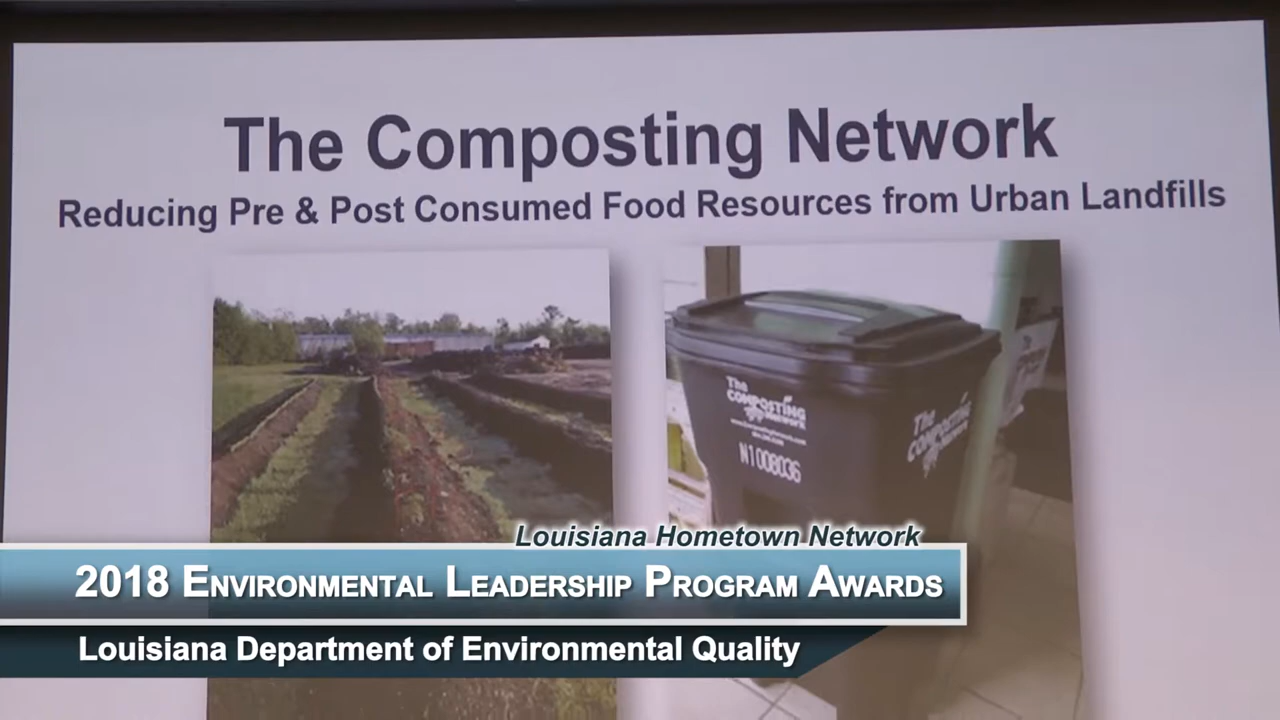 The Composting Network
Reducing Pre & Post Consumed Food Resources from Urban Landfills
The
COMPOSTING
Network
N1008036
The
COMPOSTING
Network
Louisiana Hometown Network
2018 ENVIRONMENTAL LEADERSHIP PROGRAM AWARDS
Louisiana Department of Environmental Quality